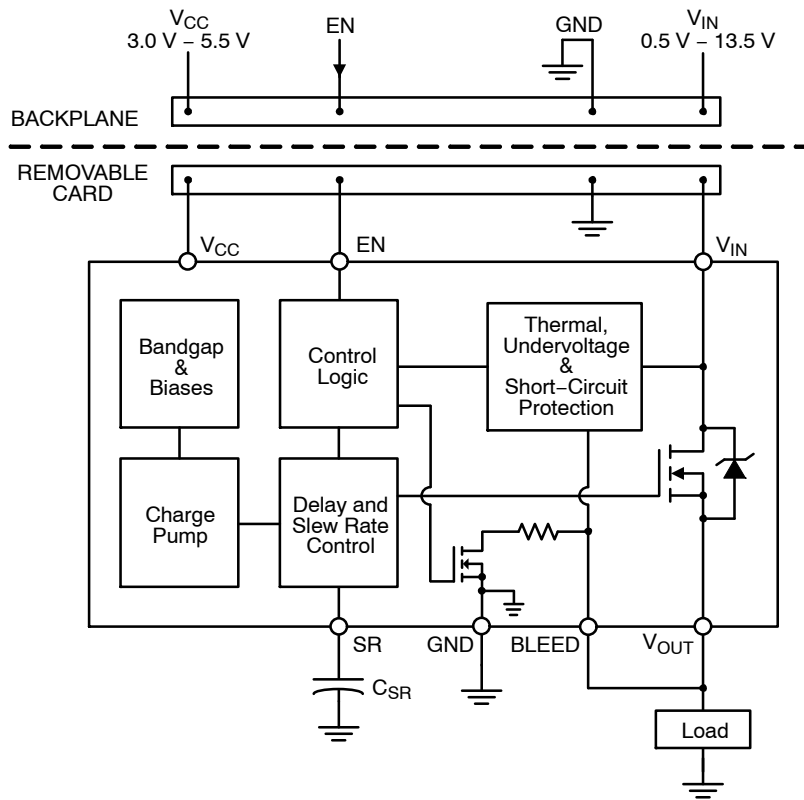 VCC
3.0 V – 5.5 V
EN
GND
VIN
0.5 V – 13.5 V
BACKPLANE
REMOVABLE
CARD
VCC
EN
VIN
Bandgap
&
Biases
Control
Logic
Thermal,
Undervoltage
&
Short–Circuit
Protection
Charge
Pump
Delay and
Slew Rate
Control
SR
GND
BLEED
VOUT
CSR
Load